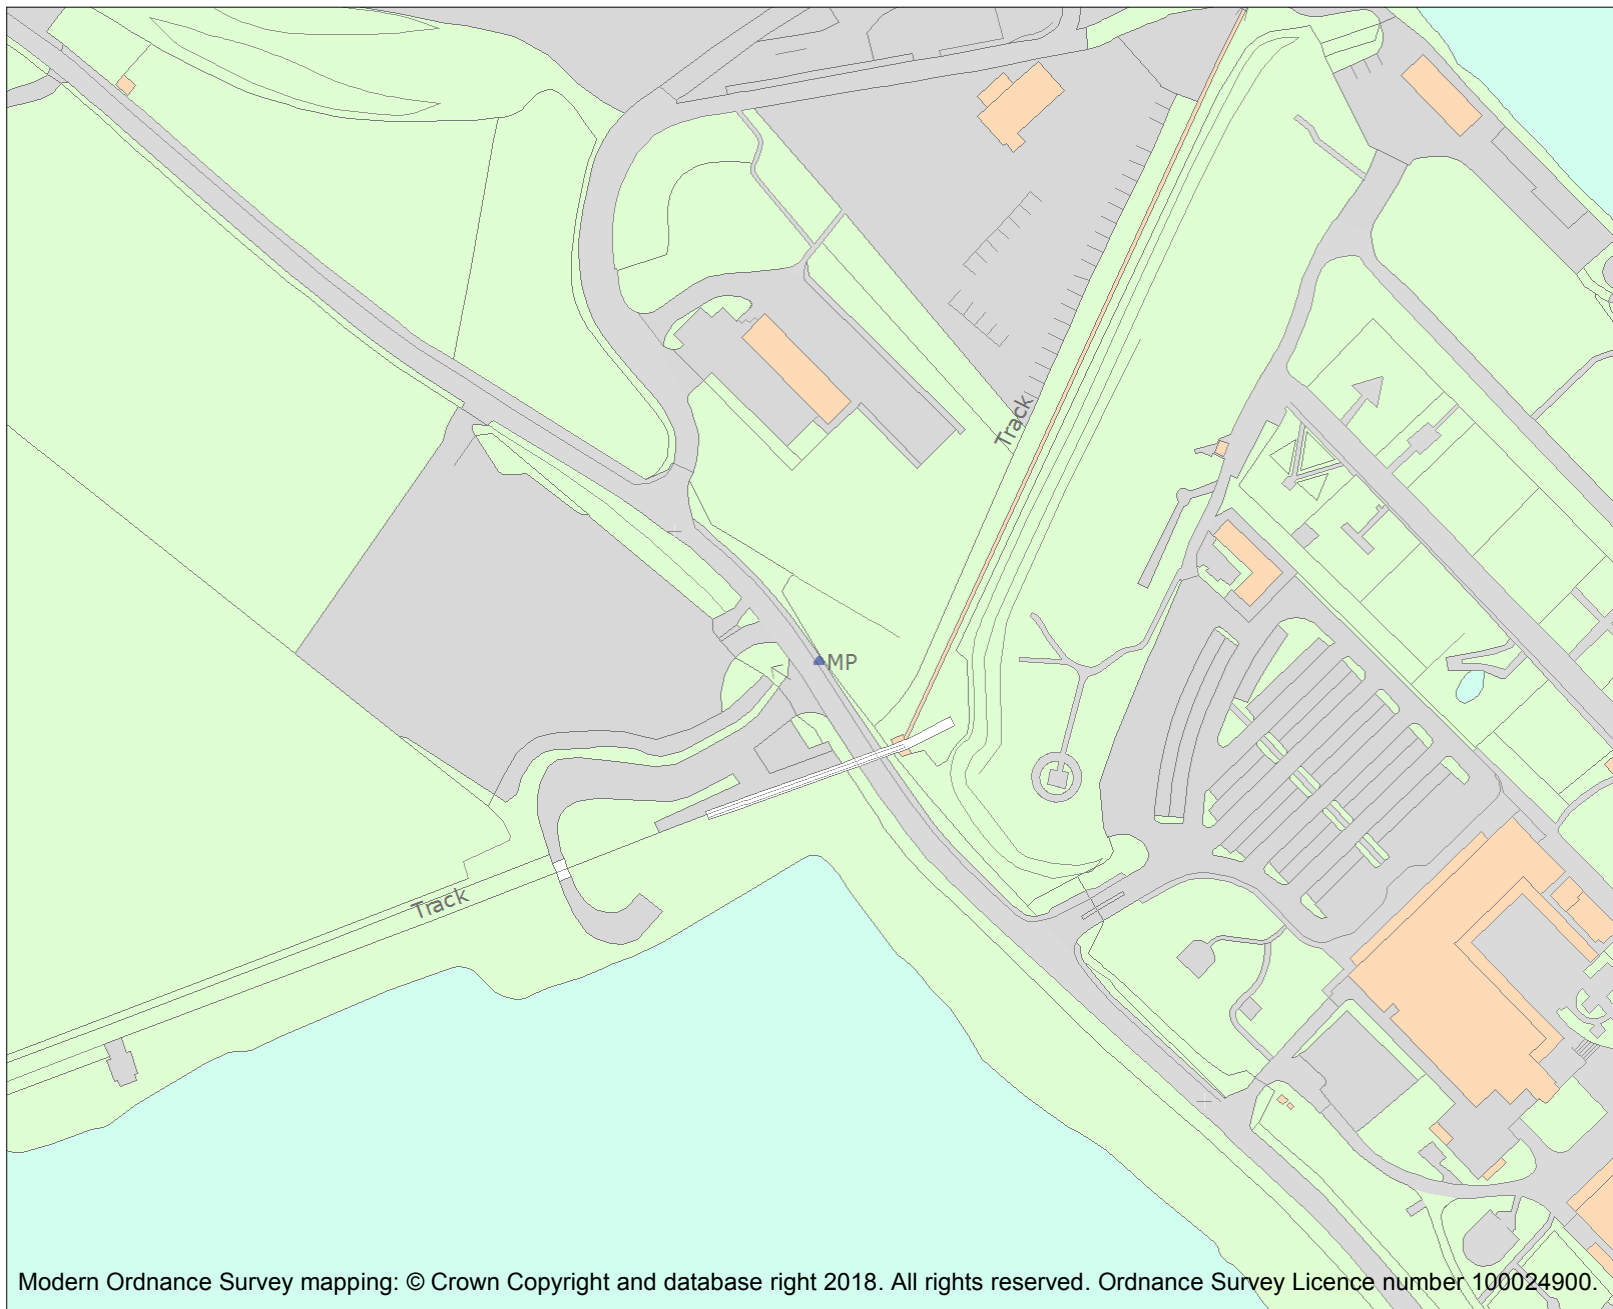 Track
MP
Track
Modern Ordnance Survey mapping: © Crown Copyright and database right 2018. All rights reserved. Ordnance Survey Licence number 100024900.